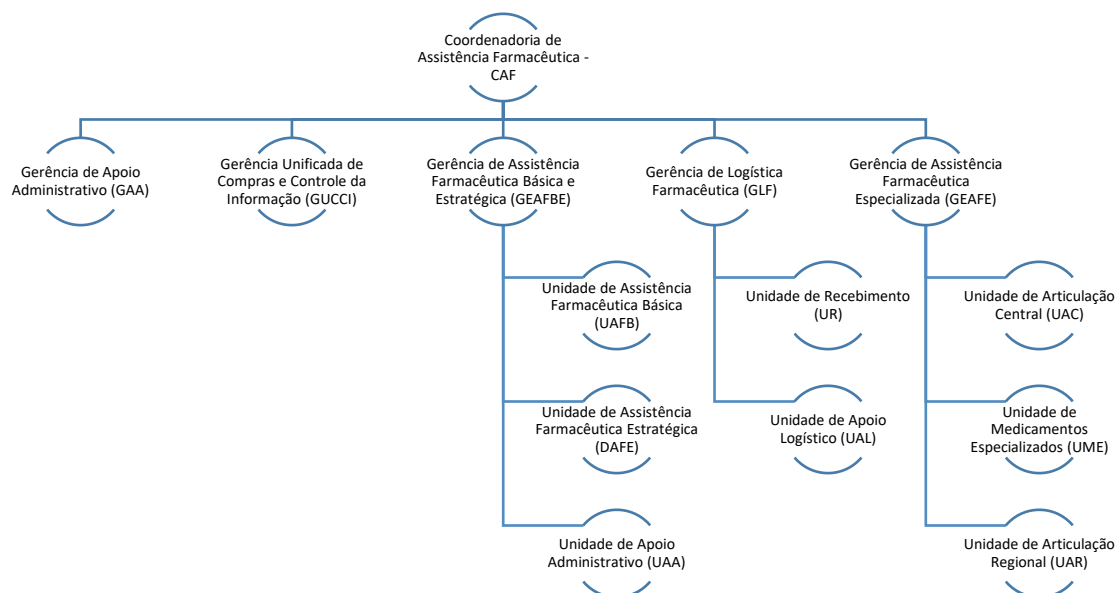 Coordenadoria de
Assistência Farmacêutica -
CAF
Gerência de Apoio
Administrativo (GAA)
Gerência Unificada de
Compras e Controle da
Informação (GUCCI)
Gerência de Assistência
Farmacêutica Básica e
Estratégica (GEAFBE)
Gerência de Logística
Farmacêutica (GLF)
Gerência de Assistência
Farmacêutica
Especializada (GEAFE)
Unidade de Assistência
Farmacêutica Básica
(UAFB)
Unidade de Recebimento
(UR)
Unidade de Articulação
Central (UAC)
Unidade de Assistência
Farmacêutica Estratégica
(DAFE)
Unidade de Apoio
Logístico (UAL)
Unidade de
Medicamentos
Especializados (UME)
Unidade de Apoio
Administrativo (UAA)
Unidade de Articulação
Regional (UAR)